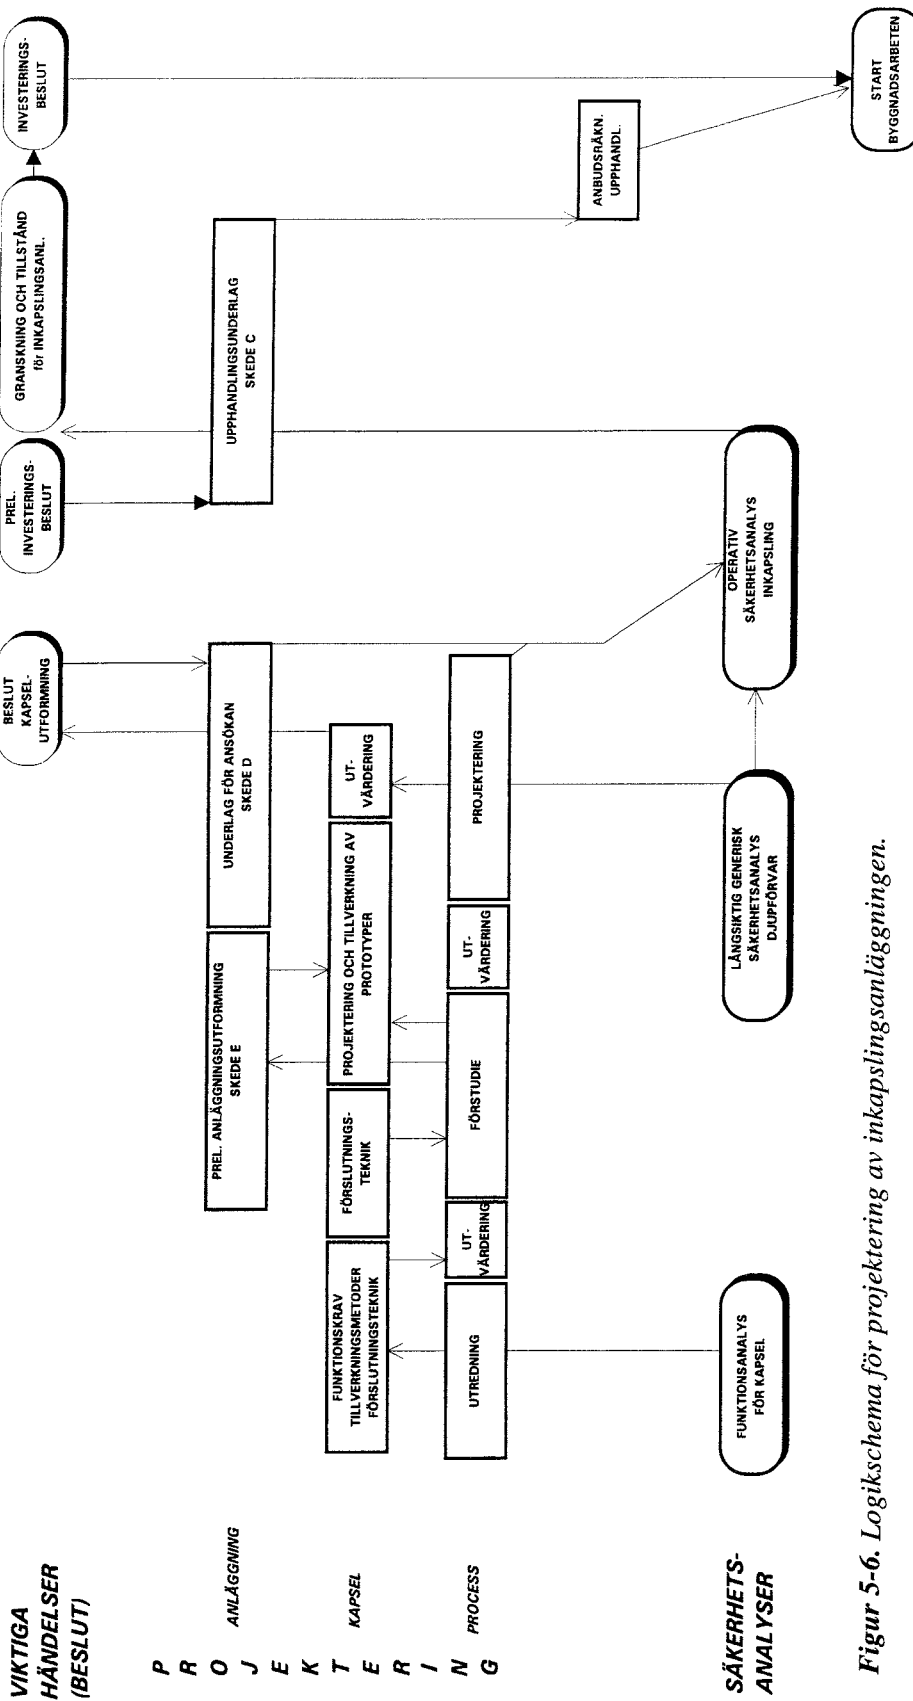 VIKTIGA
HÄNDELSER
(BESLUT)
BESLUT
KAPSEL-
UTFORMNING
PREL.
INVESTERINGS-
BESLUT
GRANSKNING OCH TILLSTÅND
för INKAPSLINGSANL.
INVESTERINGS-
BESLUT
P
R
O
J
E
K
T
E
R
I
N
G
ANLÄGGNING
PREL. ANLÄGGNINGSUTFORMNING
SKEDE E
UNDERLAG FÖR ANSÖKAN
SKEDE D
UPPHANDLINGSUNDERLAG
SKEDE C
KAPSEL
FUNKTIONSKRAV
TILLVERKNINGSMETODER
FÖRSLUTNINGSTEKNIK
FÖRSLUTNINGS-
TEKNIK
PROJEKTERING OCH TILLVERKNING AV
PROTOTYPER
UT-
VÄRDERING
PROCESS
UTREDNING
UT-
VÄRDERING
FÖRSTUDIE
UT-
VÄRDERING
PROJEKTERING
ANBUDSRÄKN.
UPPHANDL.
SÄKERHETS-
ANALYSER
FUNKTIONSANALYS
FÖR KAPSEL
LÅNGSIKTIG GENERISK
SÄKERHETSANALYS
DJUPFÖRVAR
OPERATIV
SÄKERHETSANALYS
INKAPSLING
START
BYGGNADSARBETEN
Figur 5-6. Logikschema för projektering av inkapslingsanläggningen.